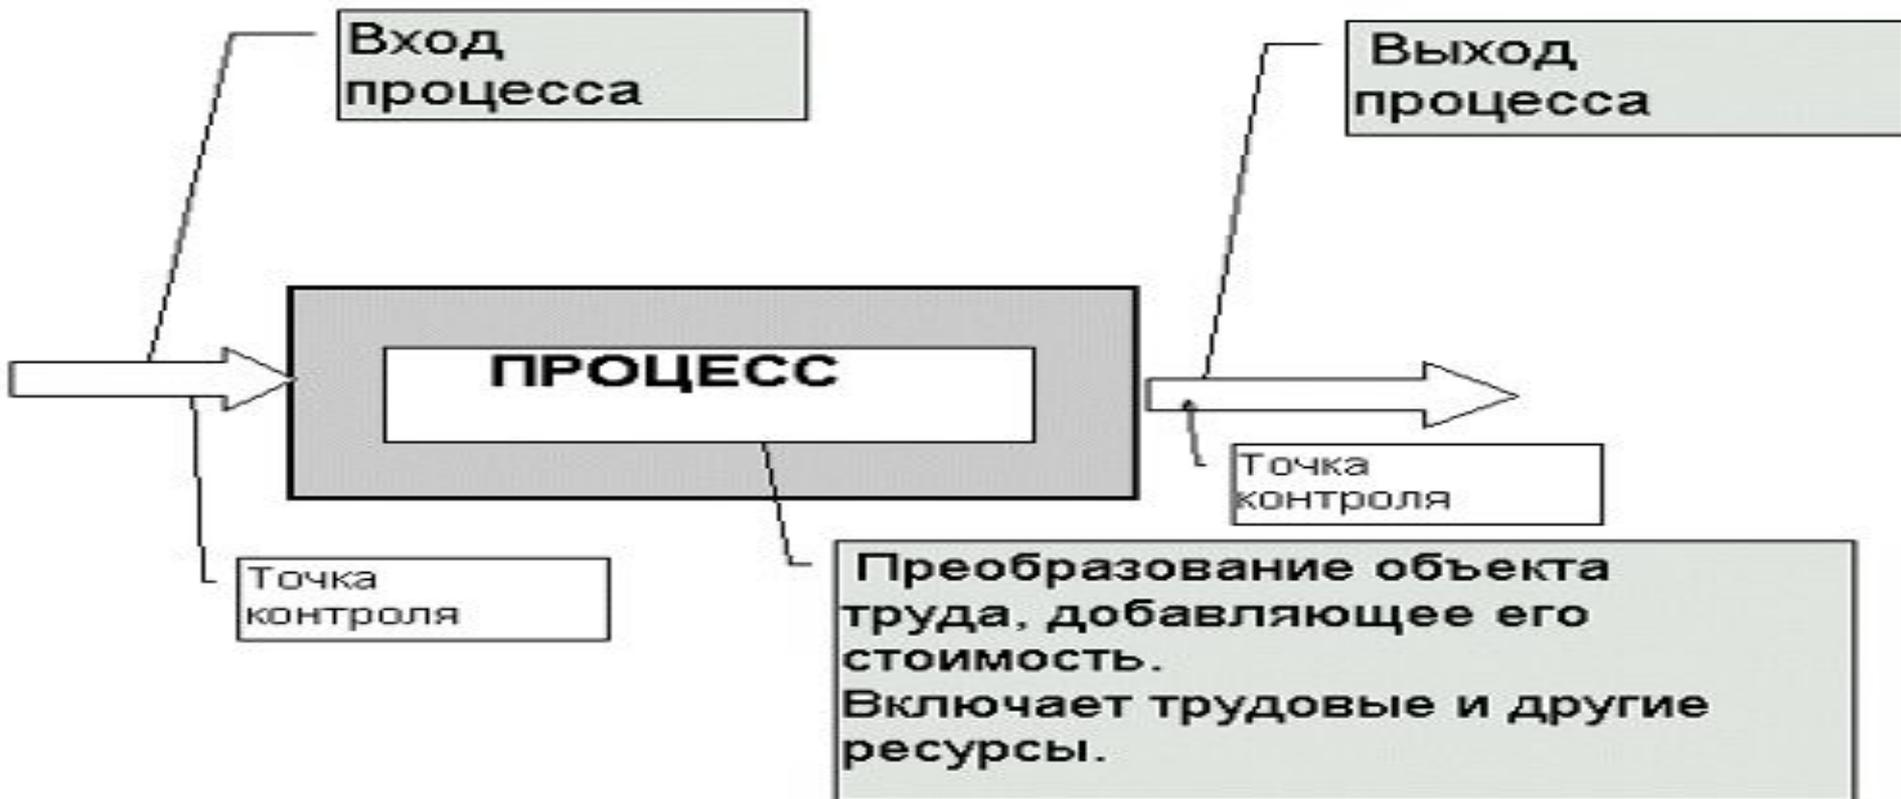 Вход
процесса
Выход
процесса
ПРОЦЕСС
Точка
контроля
Точка
контроля
Преобразование объекта
труда, добавляющее его
стоимость.
Включает трудовые и другие
ресурсы.